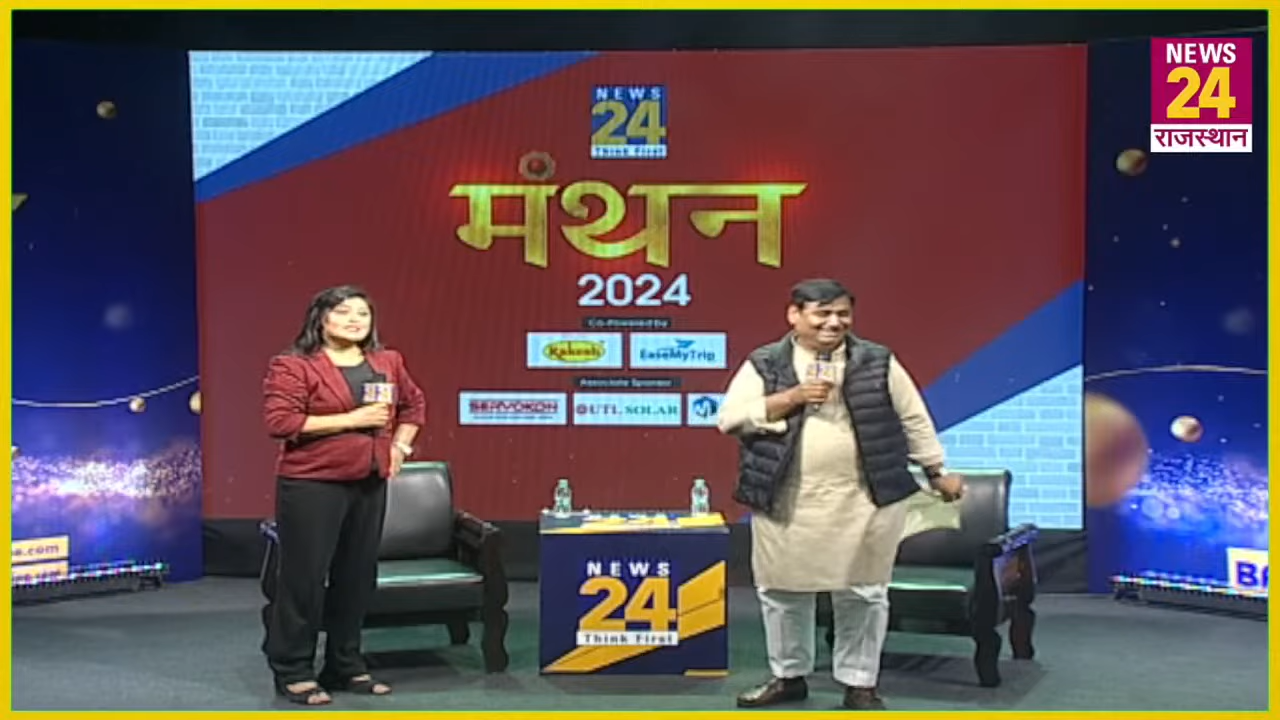 NEWS
24
राजस्थान
NEWS
24
Think First
मंथन
2024
Co-Powered by
Rakesh
EaseMyTrip
Associate Sponsor
SERVOKON
UTL SOLAR
NEWS
24
Think First